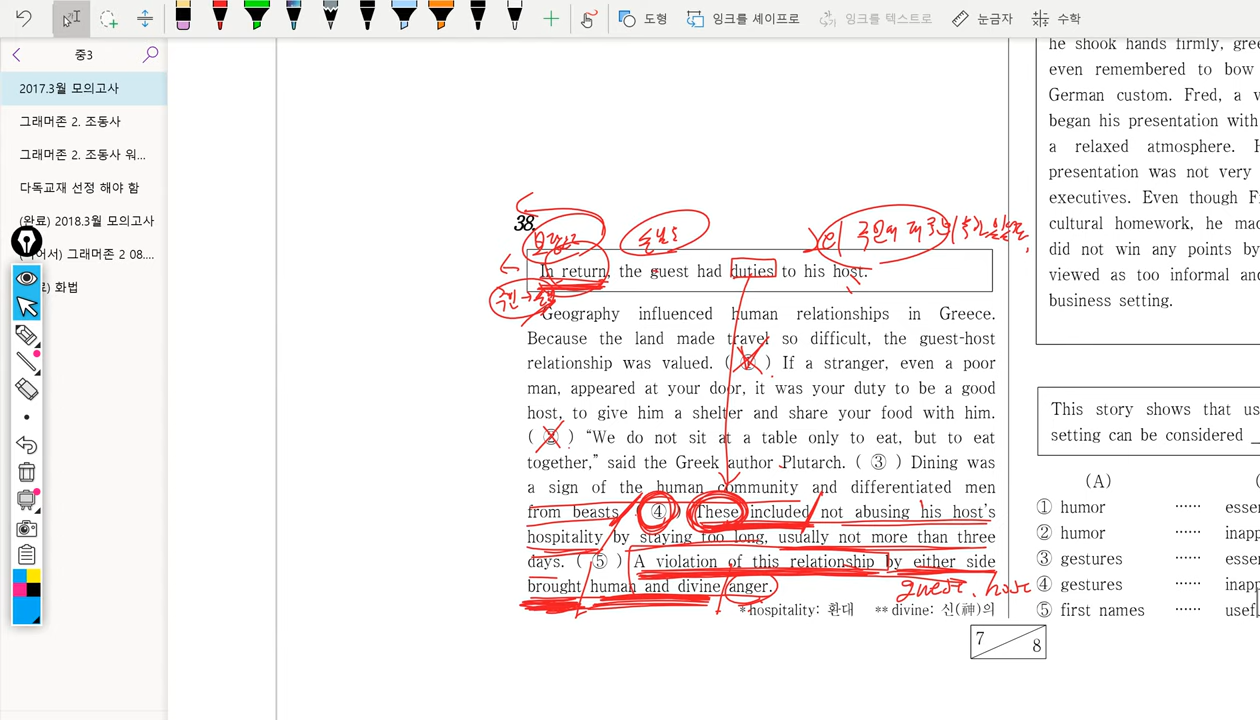 도형
잉크를 셰이프로
잉크를 텍스트로
눈금자
수학
중3
2017.3월 모의고사
그래머존 2. 조동사
그래머존 2. 조동사 워...
다독교재 선정 해야 함
(완료) 2018.3월 모의고사
그래머존 2 08....
화법
38.
In return, the guest had duties to his host.
Geography influenced human relationships in Greece.
Because the land made travel so difficult, the guest-host
relationship was valued. ( ① ) If a stranger, even a poor
man, appeared at your door, it was your duty to be a good
host, to give him a shelter and share your food with him.
( ② ) “We do not sit at a table only to eat, but to eat
together,” said the Greek author Plutarch. ( ③ ) Dining was
a sign of the human community and differentiated men
from beasts. ( ④ ) These included not abusing his host’s
hospitality by staying too long, usually not more than three
days. ( ⑤ ) A violation of this relationship by either side
brought human and divine anger.
guest, host
*hospitality: 환대 ** divine: 신(神)의
7
8
he shook hands firmly, gree
even remembered to bow
German custom. Fred, a v
began his presentation with
a relaxed atmosphere. H
presentation was not very
executives. Even though F
cultural homework, he mad
did not win any points by
viewed as too informal and
business setting.
This story shows that us
setting can be considered
(A)
① humor ······ esse
② humor ······ inapp
③ gestures ······ esse
④ gestures ······ inapp
⑤ first names ······ usef